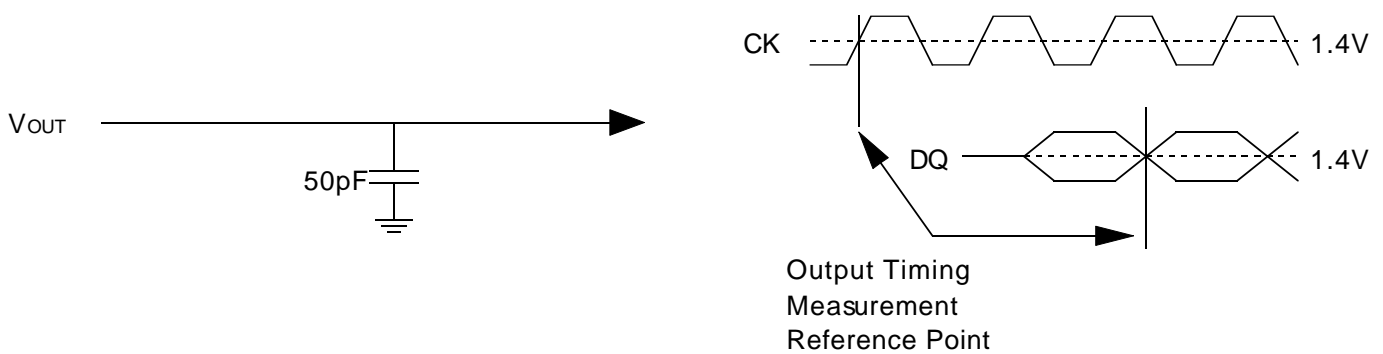 VOUT
50pF
CK
1.4V
DQ
1.4V
Output Timing
Measurement
Reference Point